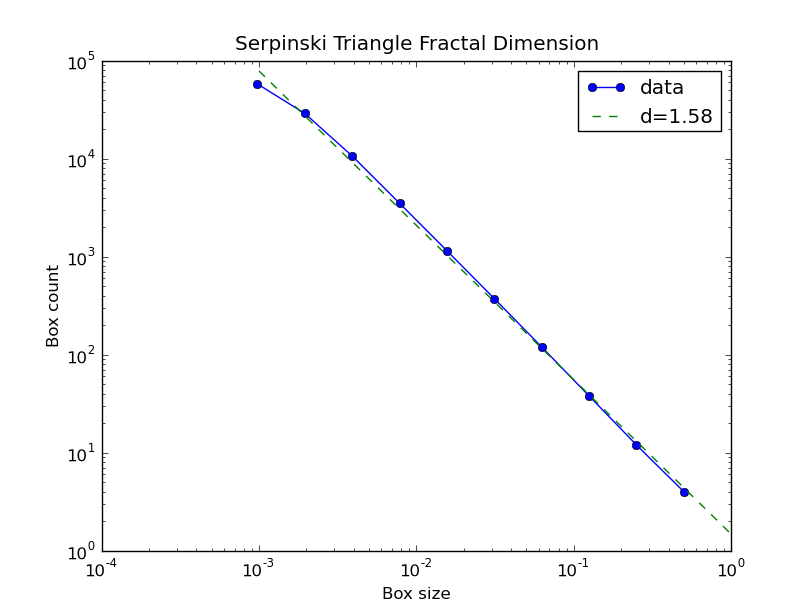 Serpinski Triangle Fractal Dimension
data
d=1.58
10^5
10^4
10^3
10^2
10^1
10^0
Box count
10^-4
10^-3
10^-2
10^-1
10^0
Box size